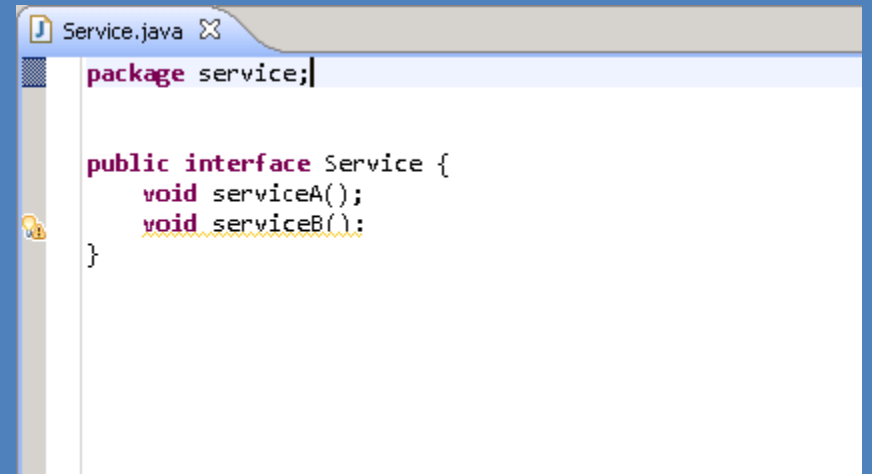 Service.java
package service;
public interface Service {
void serviceA();
void serviceB();
}